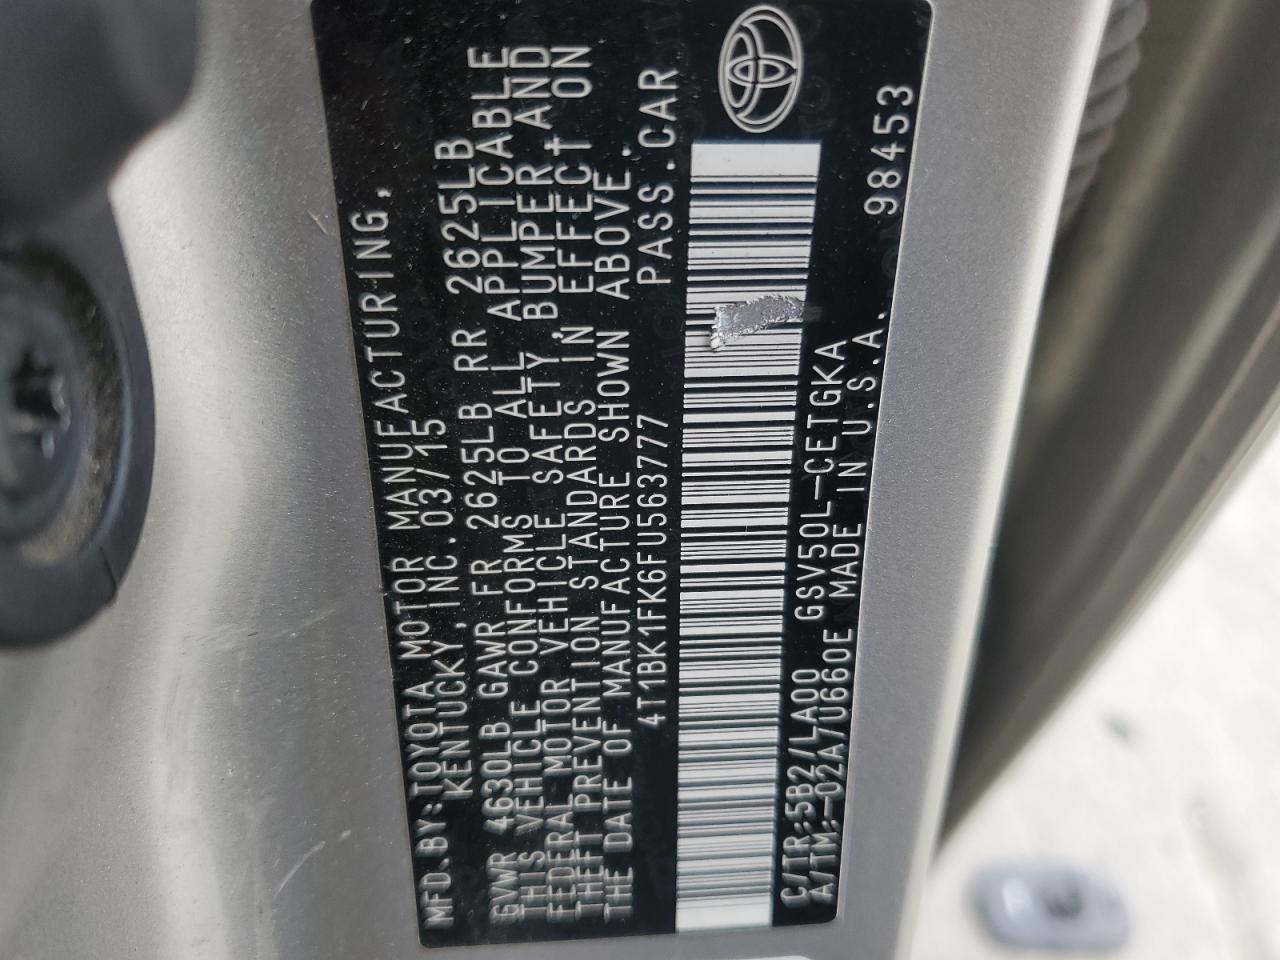 MFD.BY:TOYOTA MOTOR MANUFACTURING,
KENTUCKY,INC.03/15
GVWR 4630LB GAWR FR 2625LB RR 2625LB
THIS VEHICLE CONFORMS TO ALL APPLICABLE
FEDERAL MOTOR VEHICLE SAFETY,BUMPER AND
THEFT PREVENTION STANDARDS IN EFFECT ON
THE DATE OF MANUFACTURE SHOWN ABOVE.
4T1BK1FK6FU563777 PASS.CAR
C/TR:5B2/LA00 GSV50L-CETGKA
A/TM:-02A/U660E MADE IN U.S.A. 98453